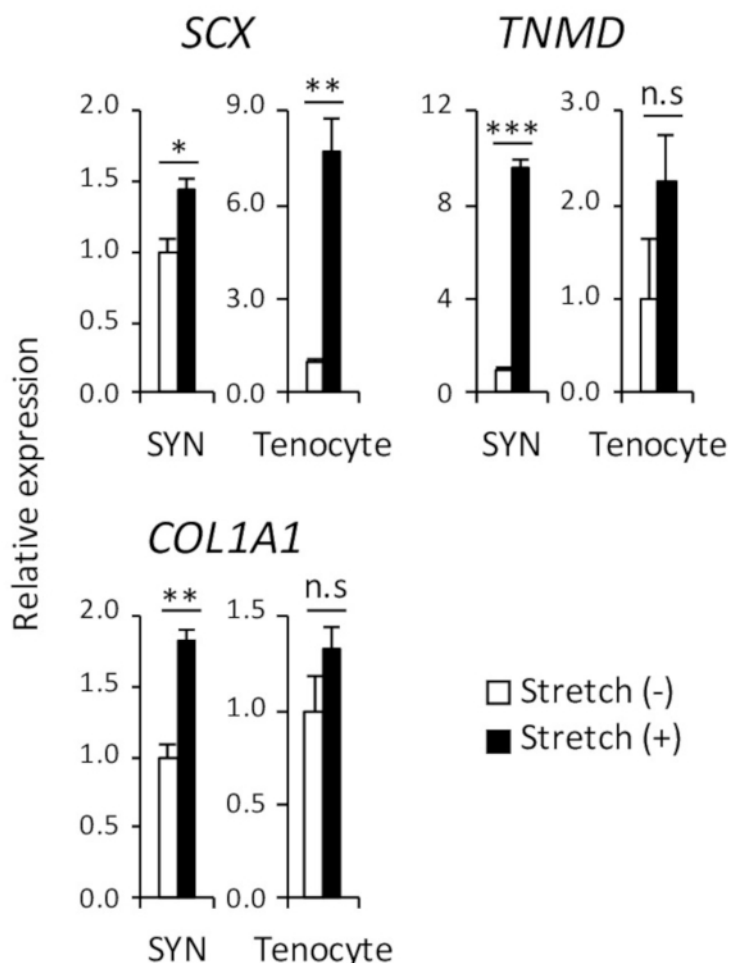 SCX
TNMD
2.0
1.5
1.0
0.5
0.0
*
SYN
9.0
6.0
3.0
0.0
**
Tenocyte
12
9
4
0
***
SYN
3.0
2.0
1.0
0.0
n.s
Tenocyte
Relative expression
COL1A1
2.0
1.5
1.0
0.5
0.0
**
SYN
1.5
1.0
0.5
0.0
n.s
Tenocyte
Stretch (-)
Stretch (+)